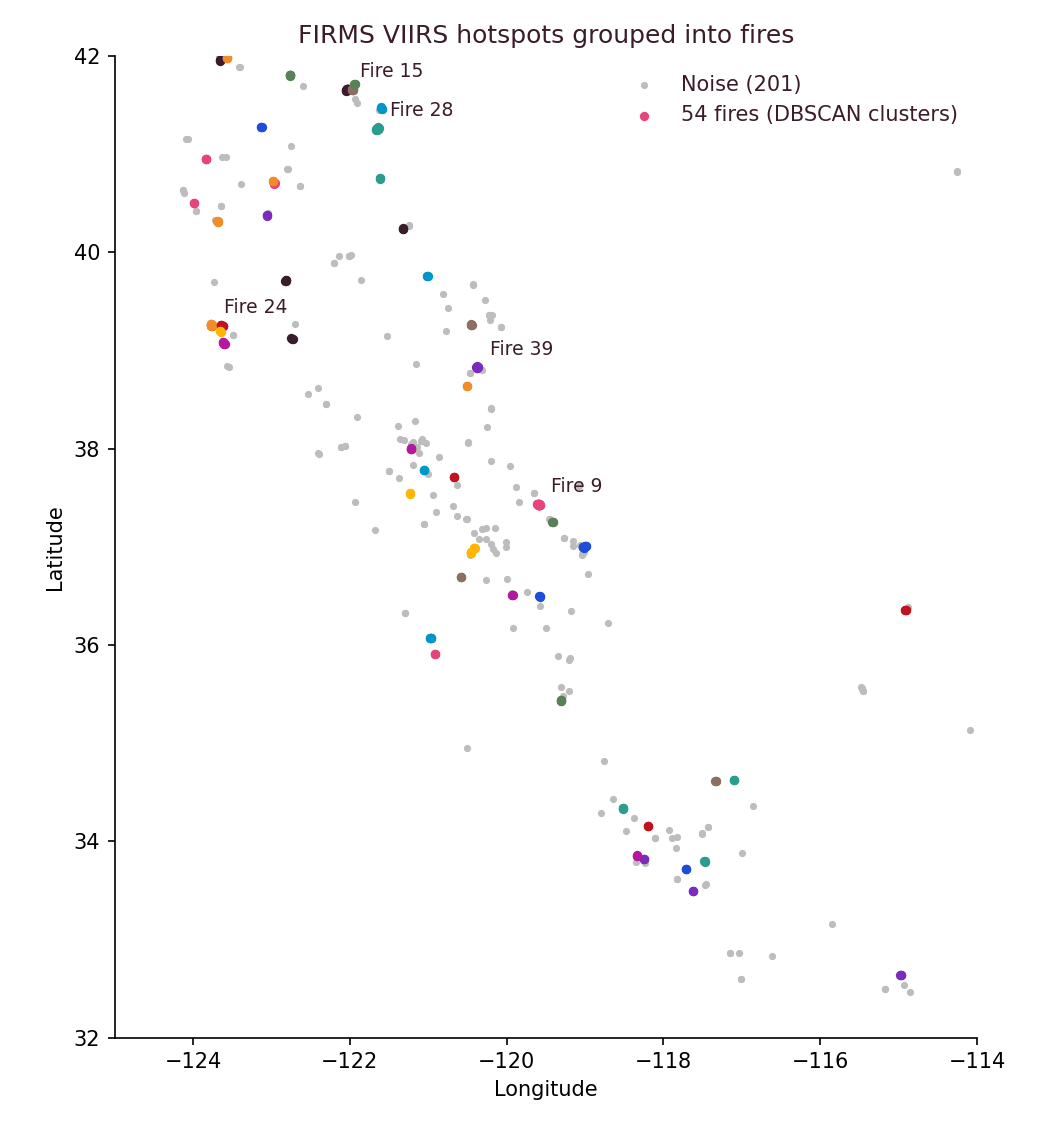 FIRMS VIIRS hotspots grouped into fires
Noise (201)
54 fires (DBSCAN clusters)
Fire 15
Fire 28
Fire 24
Fire 39
Fire 9
42
40
38
36
34
32
Latitude
−124
−122
−120
−118
−116
−114
Longitude